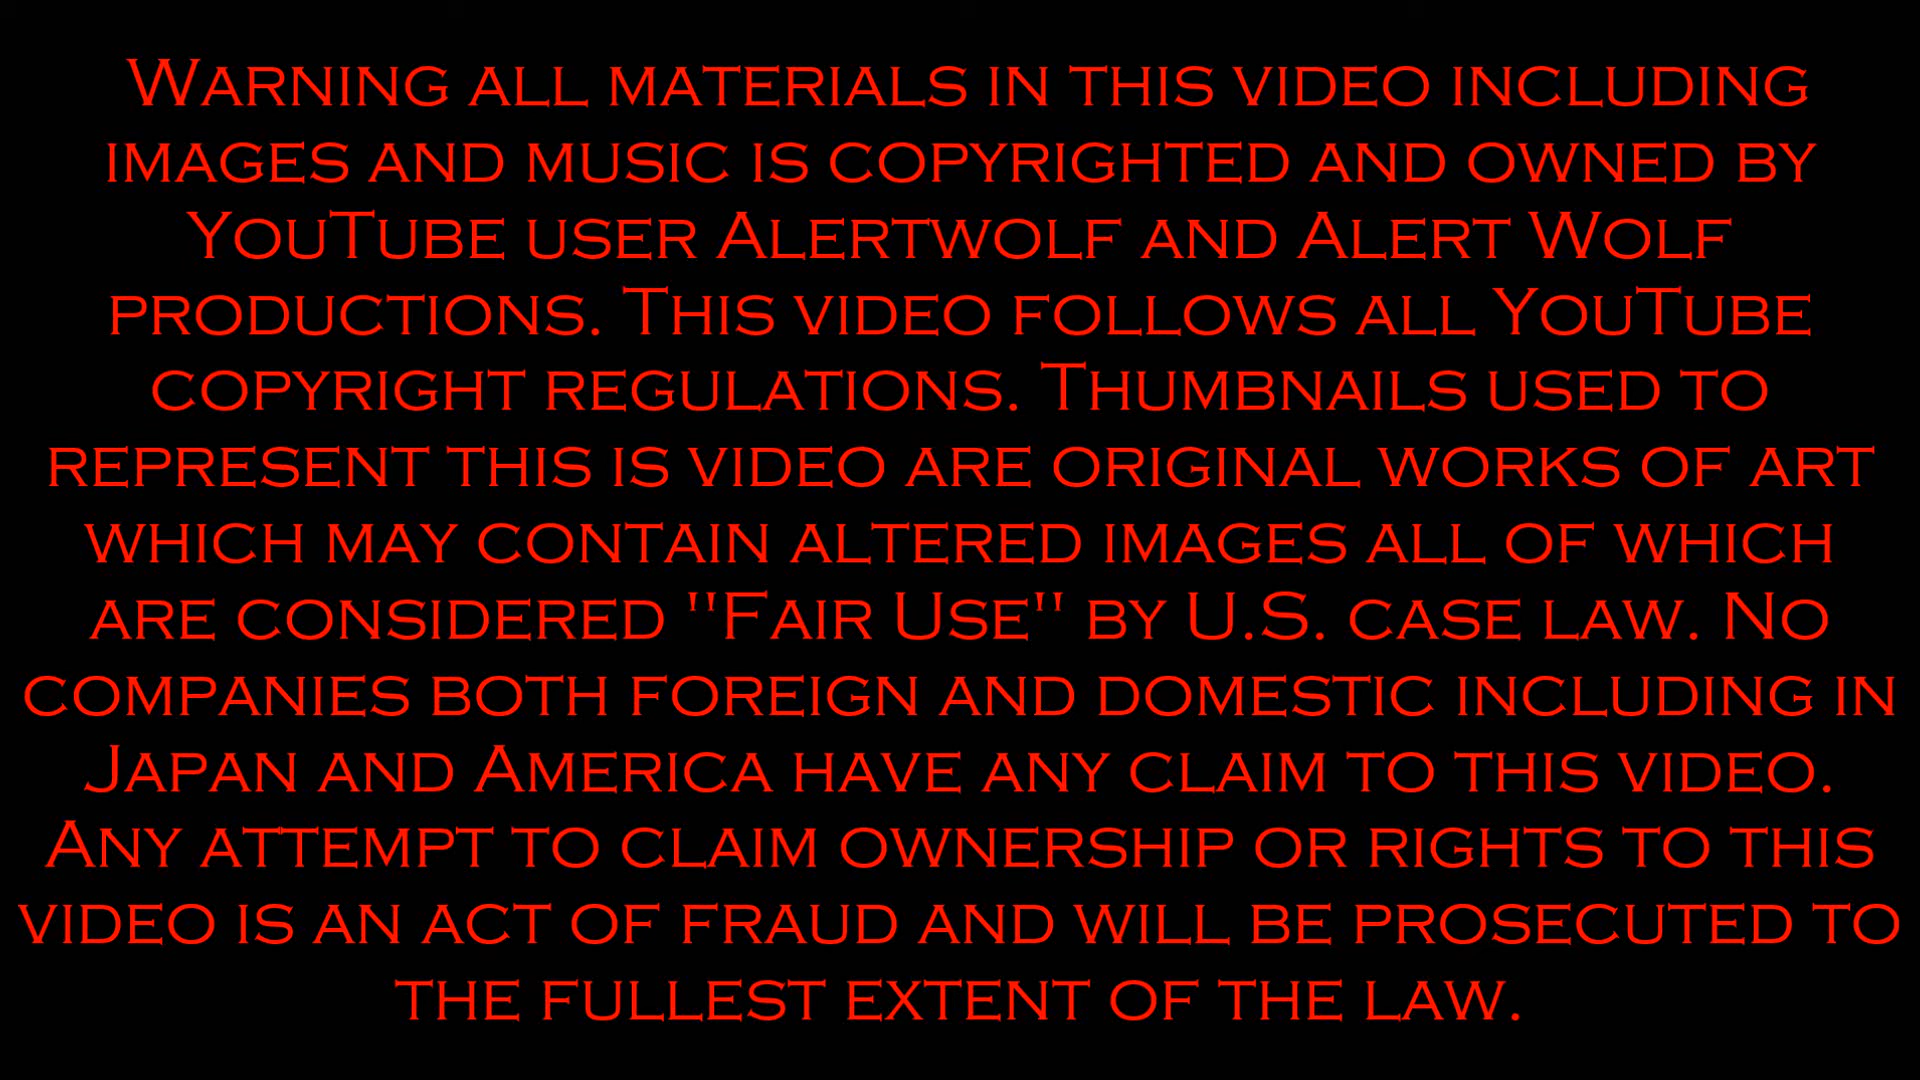 Warning all materials in this video including
images and music is copyrighted and owned by
YouTube user Alertwolf and Alert Wolf
productions. This video follows all YouTube
copyright regulations. Thumbnails used to
represent this is video are original works of art
which may contain altered images all of which
are considered "Fair Use" by U.S. case law. No
companies both foreign and domestic including in
Japan and America have any claim to this video.
Any attempt to claim ownership or rights to this
video is an act of fraud and will be prosecuted to
the fullest extent of the law.